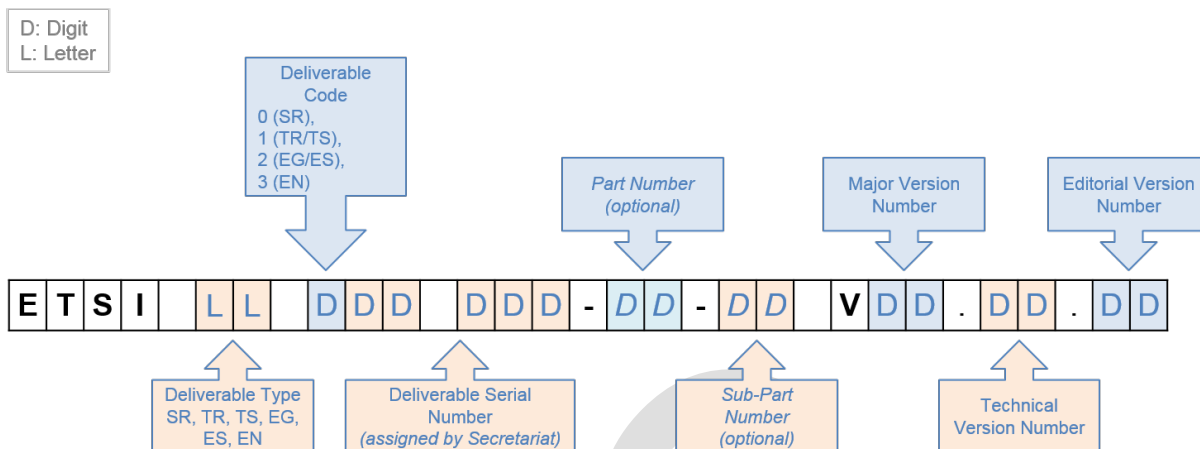 D: Digit
L: Letter
Deliverable
Code
0 (SR),
1 (TR/TS),
2 (EG/ES),
3 (EN)
Part Number
(optional)
Major Version
Number
Editorial Version
Number
E T S I L L D D D D D D - D D - D D V D D . D D . D D
Deliverable Type
SR, TR, TS, EG,
ES, EN
Deliverable Serial
Number
(assigned by Secretariat)
Sub-Part
Number
(optional)
Technical
Version Number